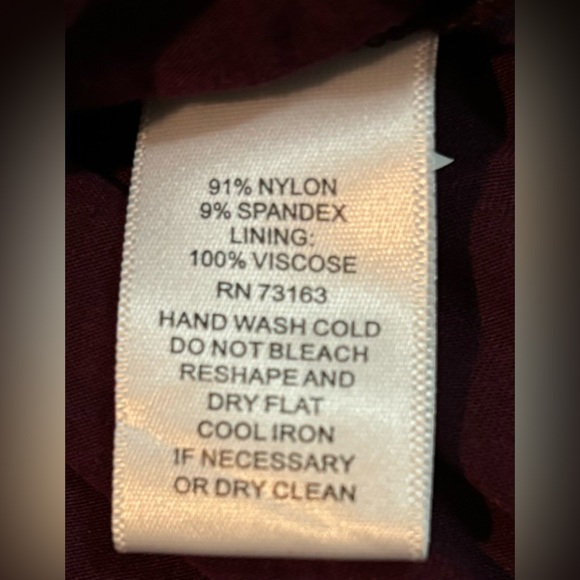 91% NYLON
9% SPANDEX
LINING:
100% VISCOSE
RN 73163
HAND WASH COLD
DO NOT BLEACH
RESHAPE AND
DRY FLAT
COOL IRON
IF NECESSARY
OR DRY CLEAN